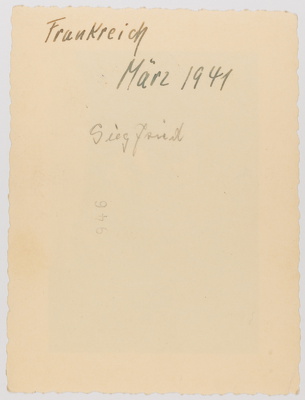 Frankreich
März 1941
Siegfried
946